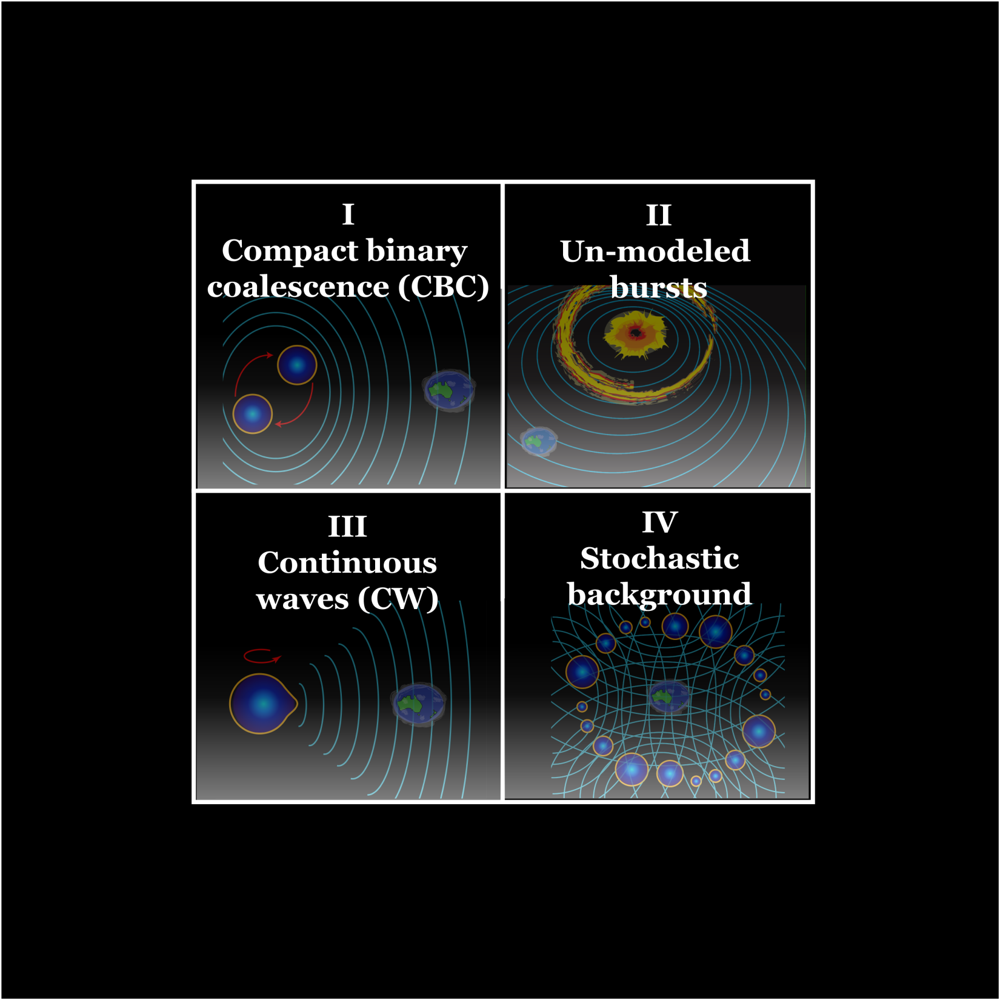 I
Compact binary
coalescence (CBC)
II
Un-modeled
bursts
III
Continuous
waves (CW)
IV
Stochastic
background